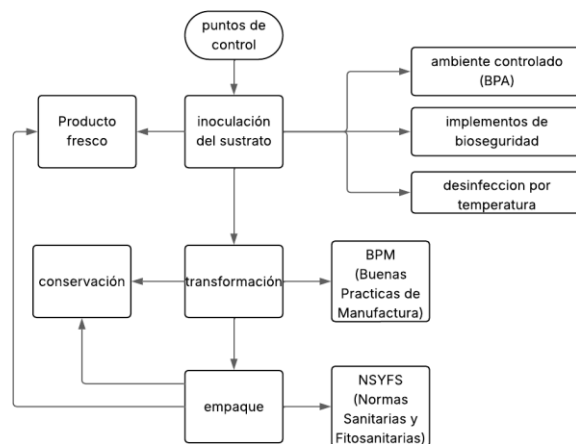 puntos de
control
ambiente controlado
(BPA)
Producto
fresco
inoculación
del sustrato
implementos de
bioseguridad
desinfeccion por
temperatura
conservación
transformación
BPM
(Buenas
Practicas de
Manufactura)
empaque
NSYFS
(Normas
Sanitarias y
Fitosanitarias)